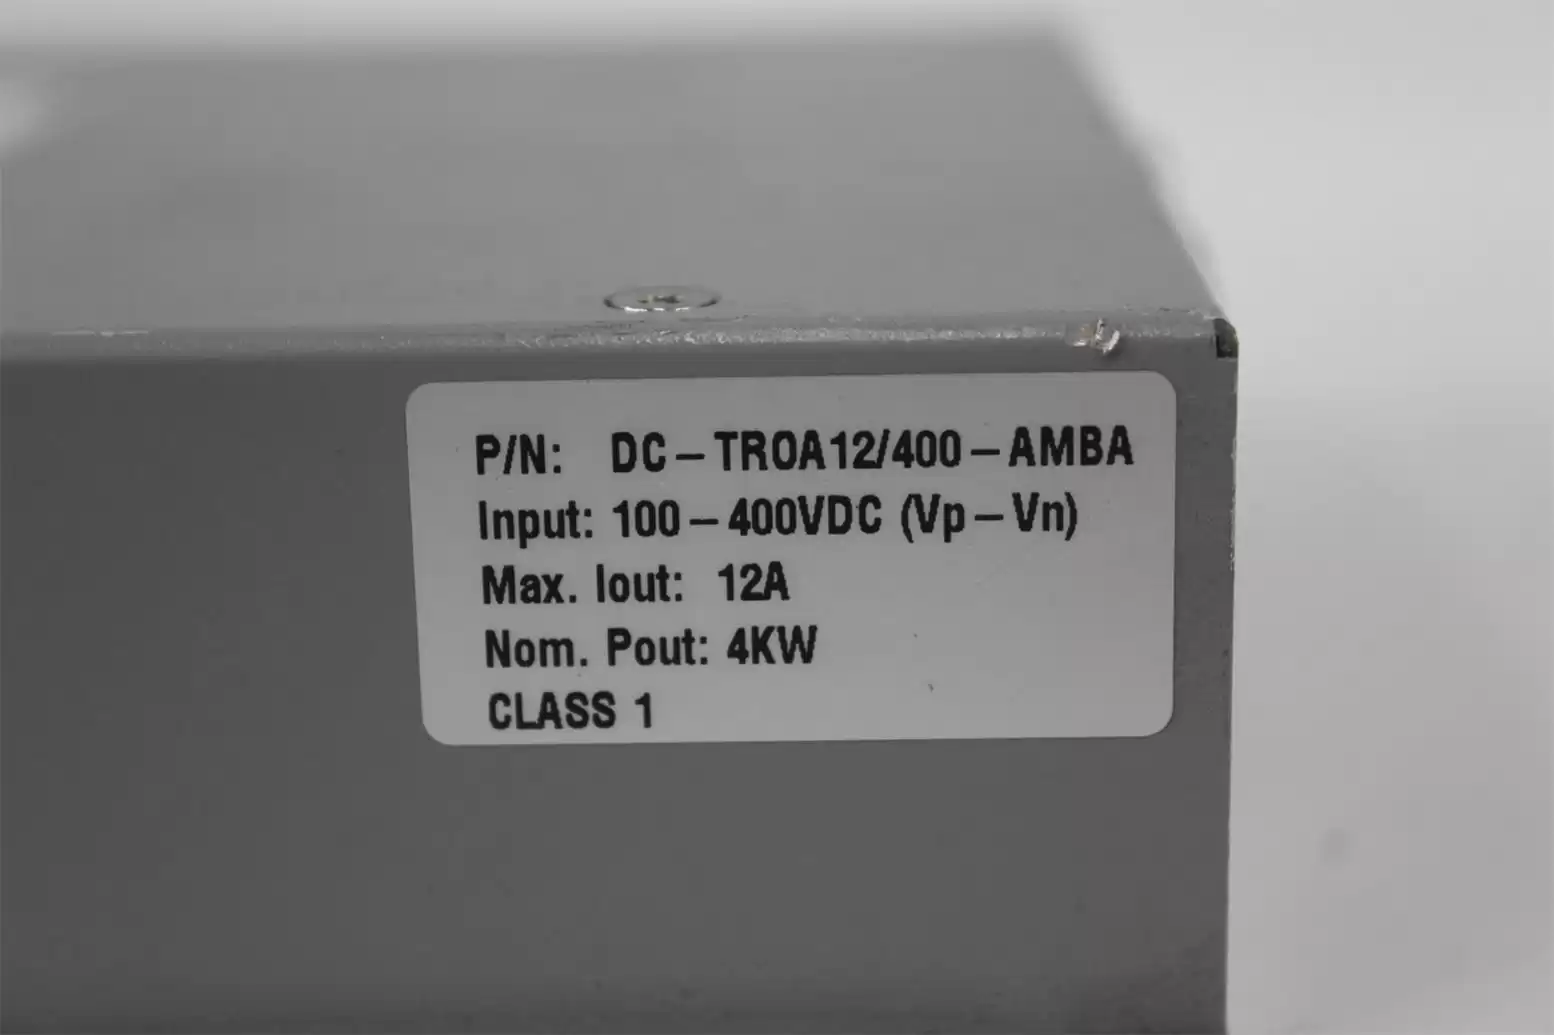 P/N: DC-TROA12/400-AMBA
Input: 100-400VDC (Vp-Vn)
Max. Iout: 12A
Nom. Pout: 4KW
CLASS 1